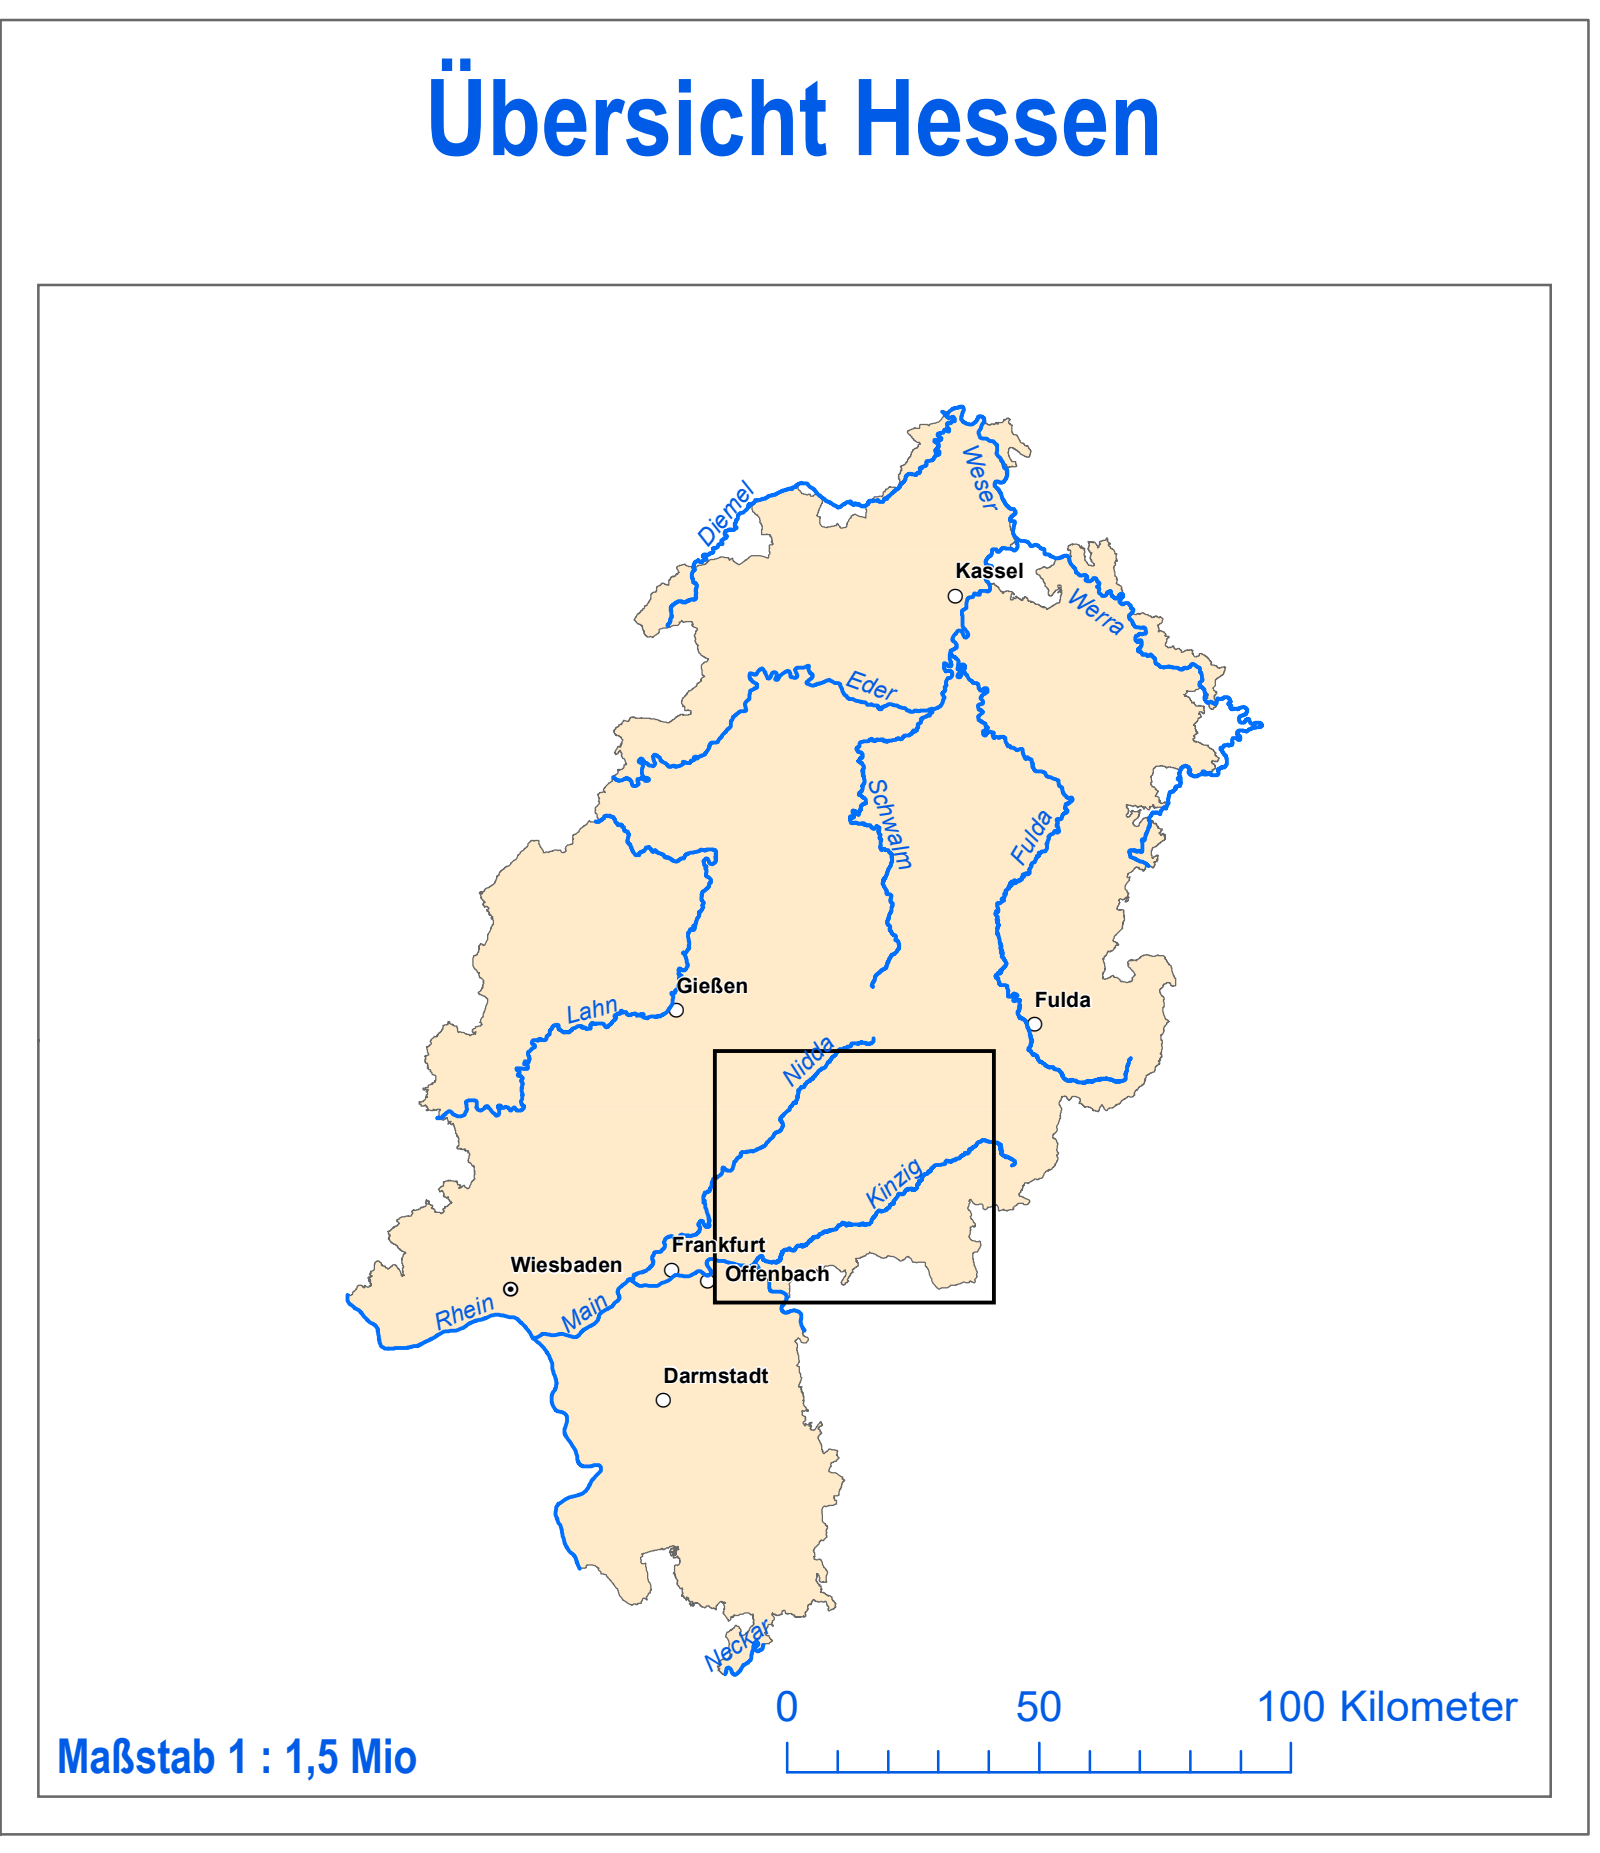 Übersicht Hessen
Weser
Diemel
Kassel
Werra
Eder
Schwalm
Fulda
Gießen
Fulda
Lahn
Nidda
Kinzig
Frankfurt
Wiesbaden
Offenbach
Rhein
Main
Darmstadt
Neckar
0 50 100 Kilometer
Maßstab 1 : 1,5 Mio